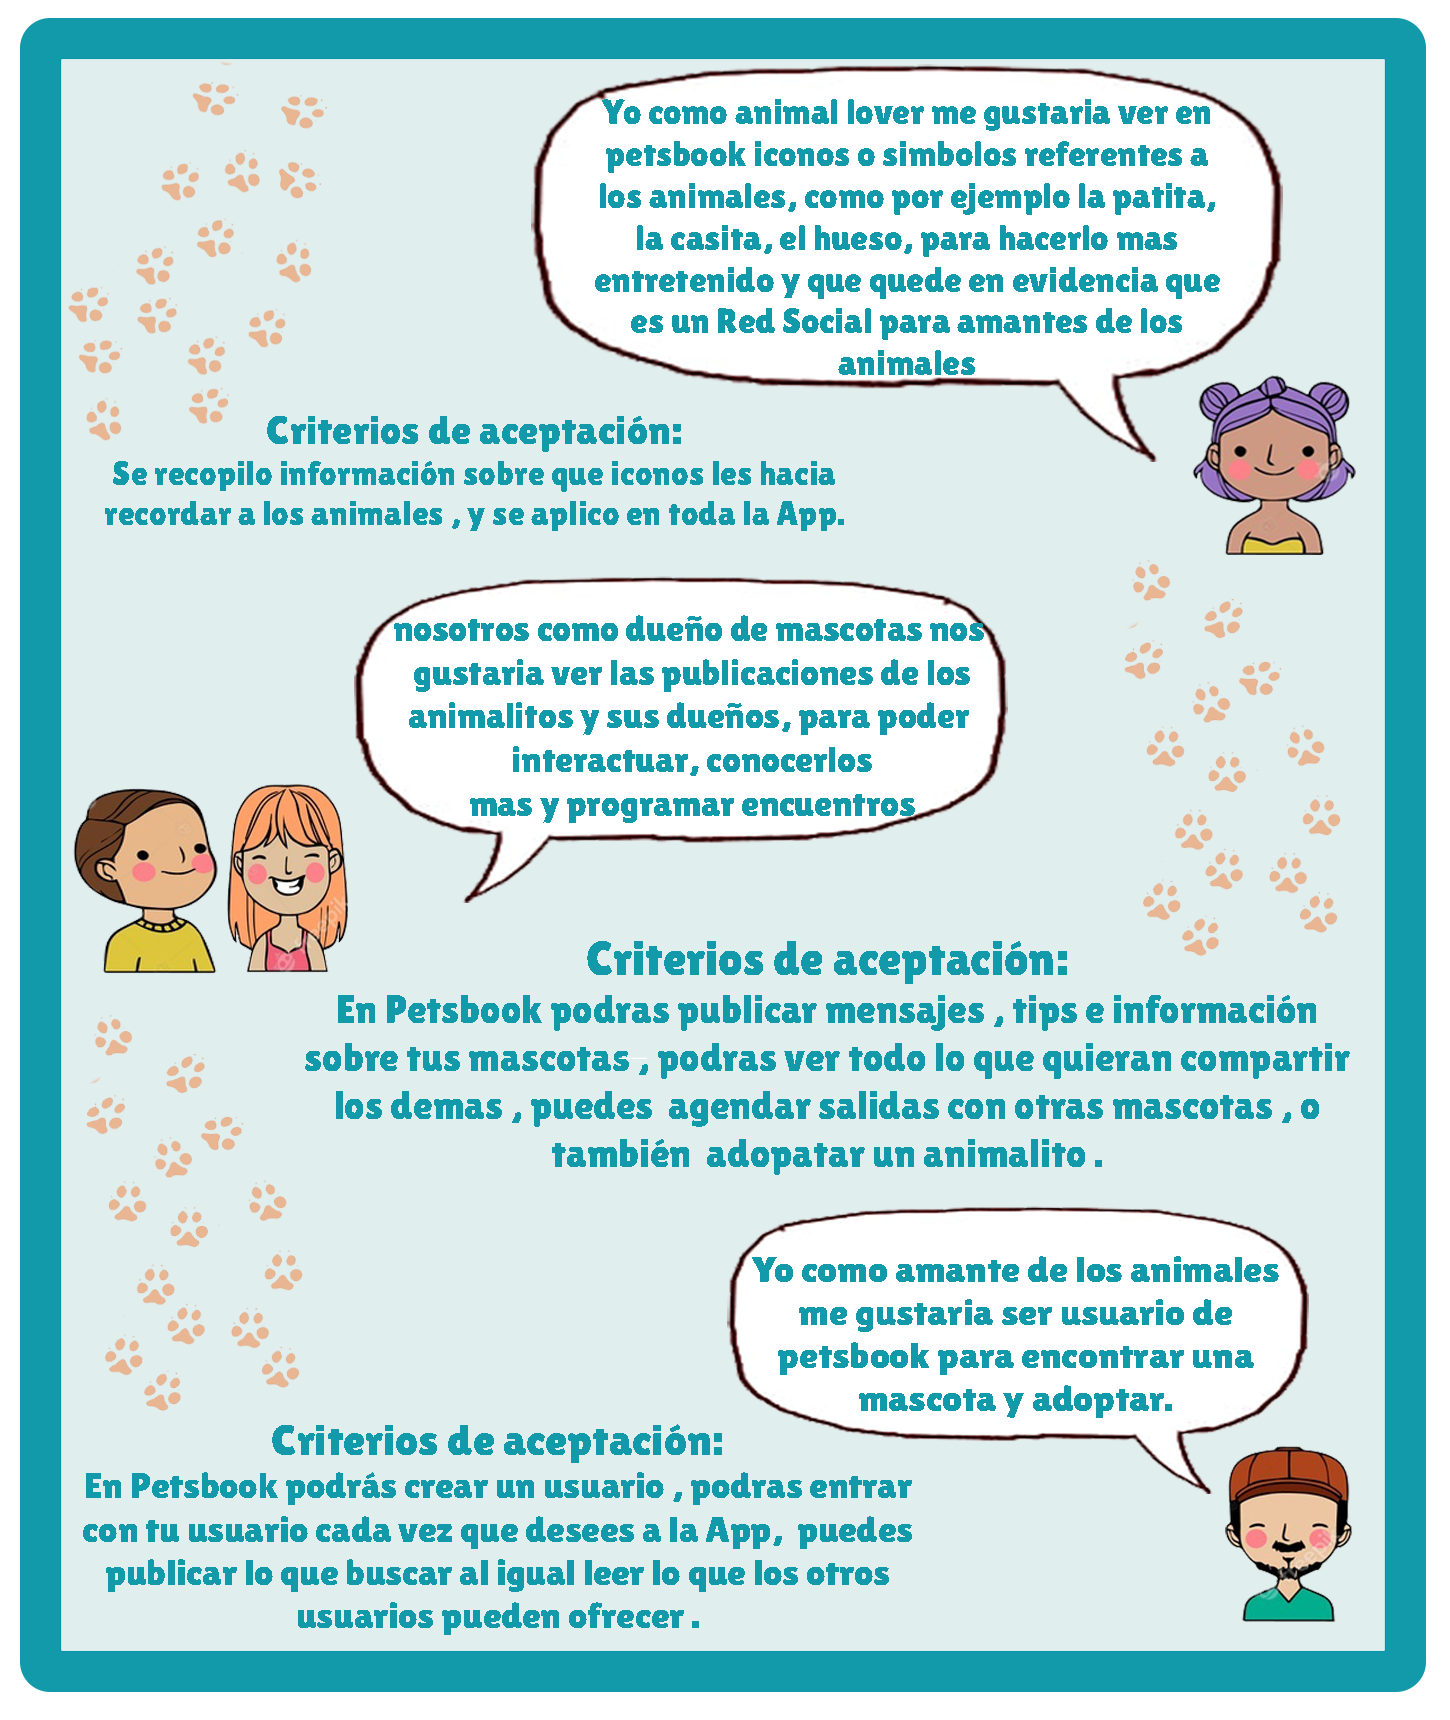 Yo como animal lover me gustaria ver en
petsbook iconos o simbolos referentes a
los animales, como por ejemplo la patita,
la casita, el hueso, para hacerlo mas
entretenido y que quede en evidencia que
es un Red Social para amantes de los
animales
Criterios de aceptación:
Se recopilo información sobre que iconos les hacia
recordar a los animales , y se aplico en toda la App.
nosotros como dueño de mascotas nos
gustaria ver las publicaciones de los
animalitos y sus dueños, para poder
interactuar, conocerlos
mas y programar encuentros
Criterios de aceptación:
En Petsbook podras publicar mensajes , tips e información
sobre tus mascotas , podras ver todo lo que quieran compartir
los demas , puedes agendar salidas con otras mascotas , o
también adopatar un animalito .
Yo como amante de los animales
me gustaria ser usuario de
petsbook para encontrar una
mascota y adoptar.
Criterios de aceptación:
En Petsbook podrás crear un usuario , podras entrar
con tu usuario cada vez que desees a la App, puedes
publicar lo que buscar al igual leer lo que los otros
usuarios pueden ofrecer .